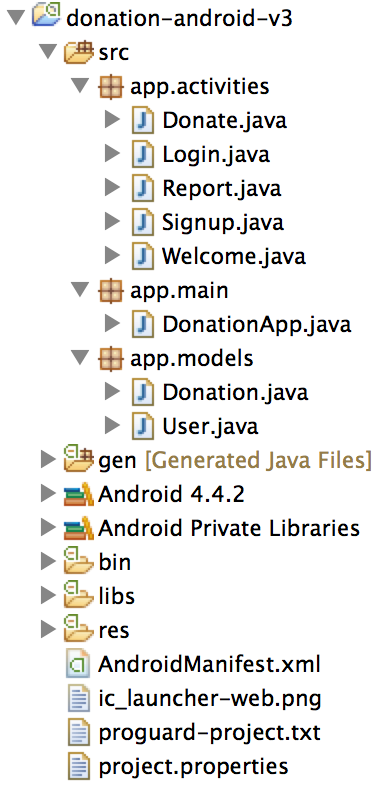 donation-android-v3
src
app.activities
Donate.java
Login.java
Report.java
Signup.java
Welcome.java
app.main
DonationApp.java
app.models
Donation.java
User.java
gen [Generated Java Files]
Android 4.4.2
Android Private Libraries
bin
libs
res
AndroidManifest.xml
ic_launcher-web.png
proguard-project.txt
project.properties